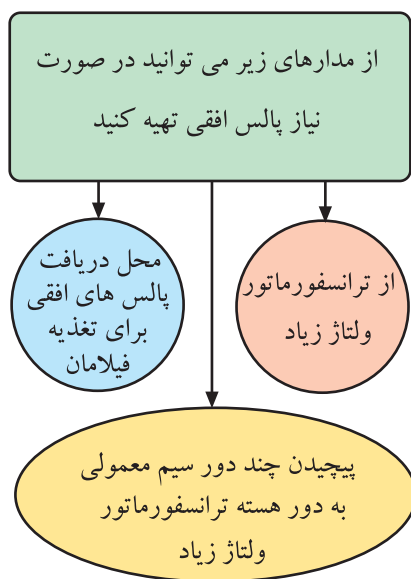 از مدارهای زیر می توانید در صورت
نیاز پالس افقی تهیه کنید
از ترانسفورماتور
ولتاژ زیاد
محل دریافت
پالس های افقی
برای تغذیه
فیلامان
پیچیدن چند دور سیم معمولی
به دور هسته ترانسفورماتور
ولتاژ زیاد